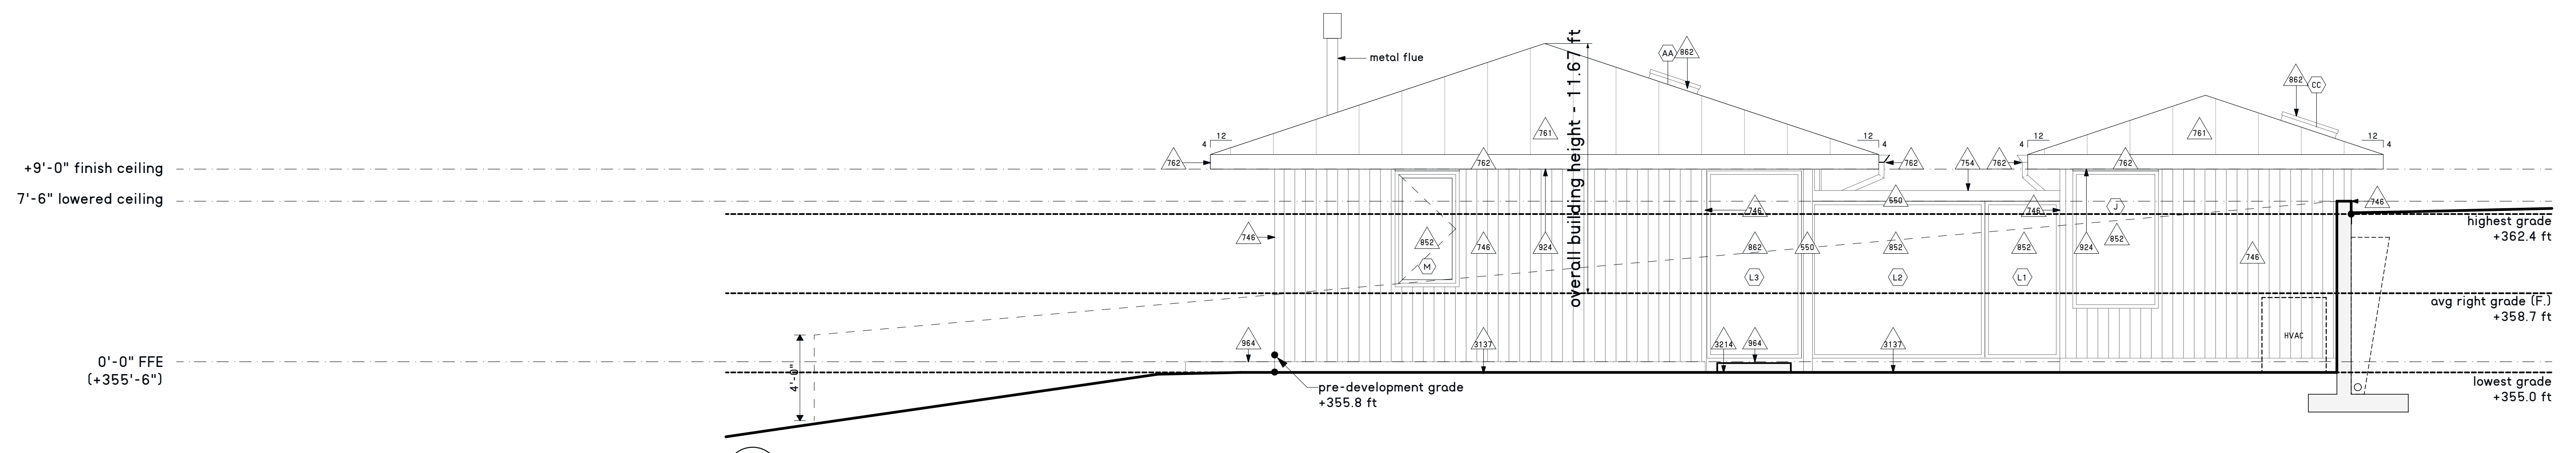 metal flue
AA
862
862
CC
overall building height - 11.67 ft
761
761
12
4
12
4
12
4
12
4
+9'-0" finish ceiling
762
762
762
754
762
762
7'-6" lowered ceiling
550
746
746
J
746
highest grade
+362.4 ft
746
852
746
924
862
550
852
852
924
852
746
M
L3
L2
L1
avg right grade (F.)
+358.7 ft
HVAC
964
3137
3214
964
3137
0'-0" FFE
(+355'-6")
4'-0"
pre-development grade
+355.8 ft
lowest grade
+355.0 ft